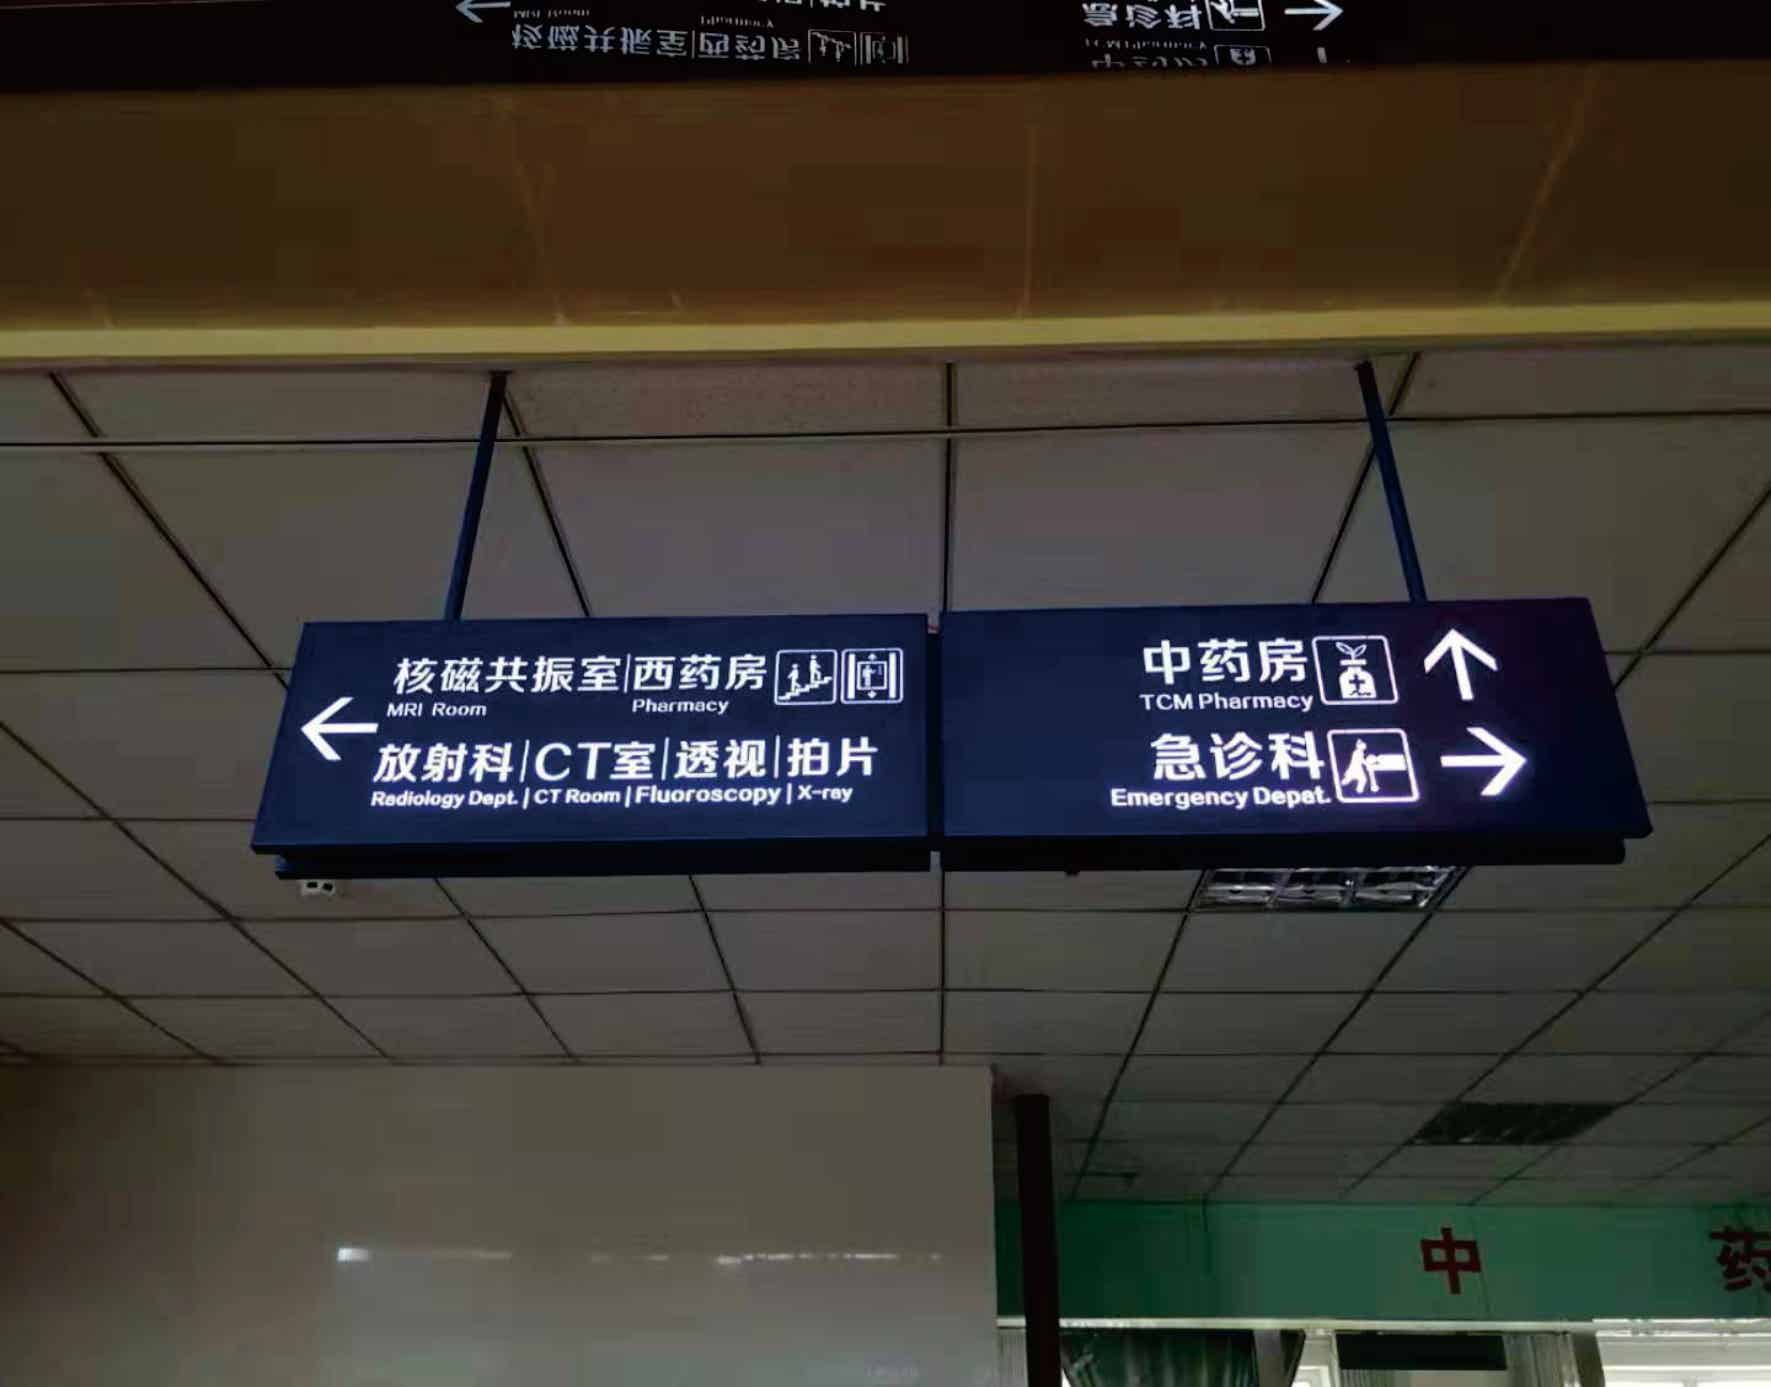 核磁共振室|西药房
MRI Room Pharmacy
放射科|CT室|透视|拍片
Radiology Dept. | CT Room | Fluoroscopy | X-ray
中药房
TCM Pharmacy
急诊科
Emergency Depat.
中 药